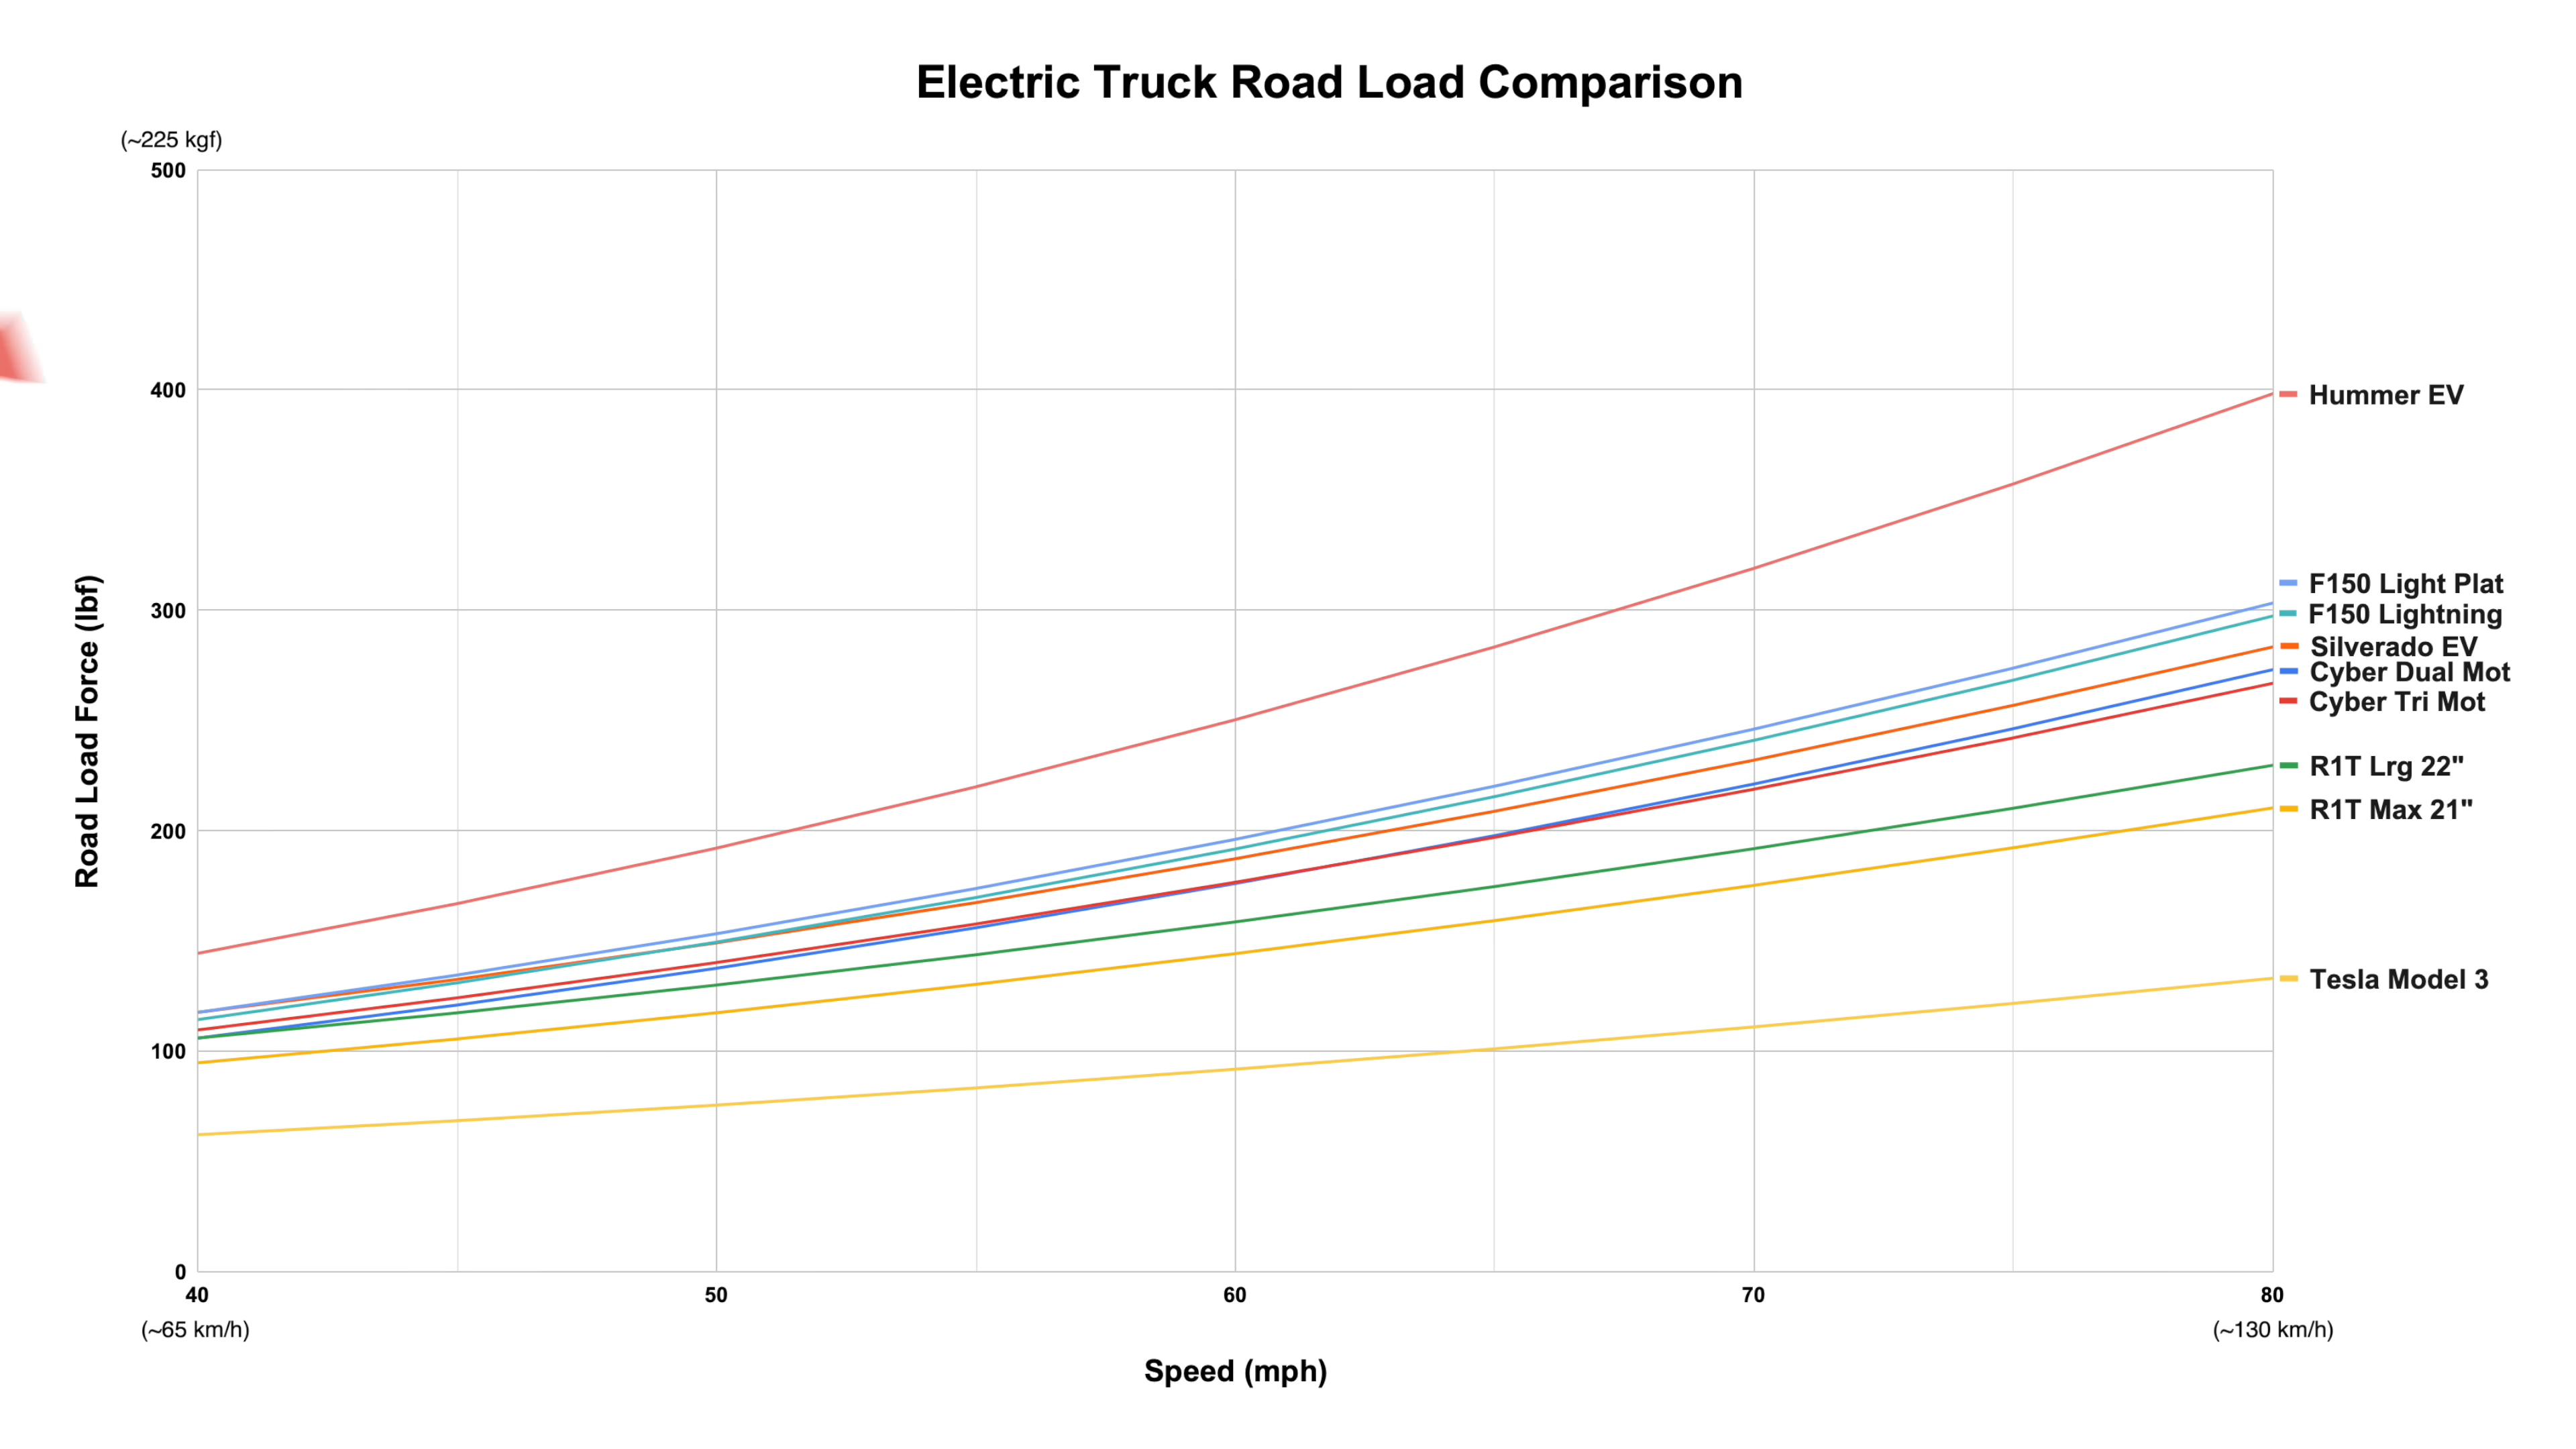 Electric Truck Road Load Comparison
(~225 kgf)
500
400
300
200
100
0
Road Load Force (lbf)
Hummer EV
F150 Light Plat
F150 Lightning
Silverado EV
Cyber Dual Mot
Cyber Tri Mot
R1T Lrg 22"
R1T Max 21"
Tesla Model 3
40 50 60 70 80
(~65 km/h) (~130 km/h)
Speed (mph)